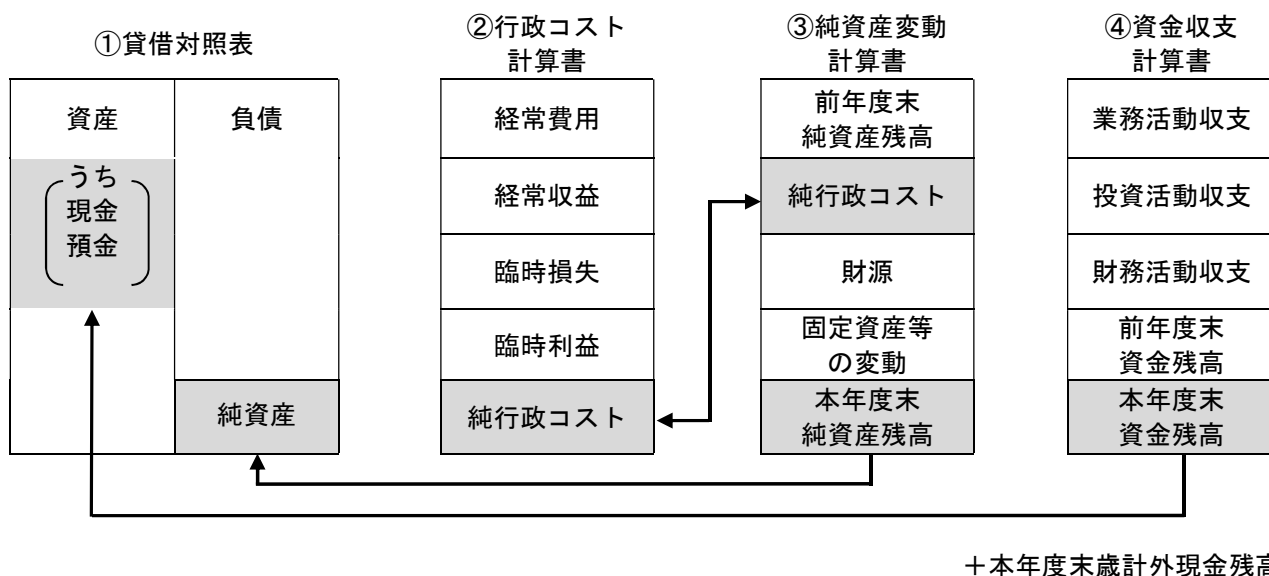 ①貸借対照表
資産
負債
うち
現金
預金
純資産
②行政コスト
計算書
経常費用
経常収益
臨時損失
臨時利益
純行政コスト
③純資産変動
計算書
前年度末
純資産残高
純行政コスト
財源
固定資産等
の変動
本年度末
純資産残高
④資金収支
計算書
業務活動収支
投資活動収支
財務活動収支
前年度末
資金残高
本年度末
資金残高
＋本年度末歳計外現金残高